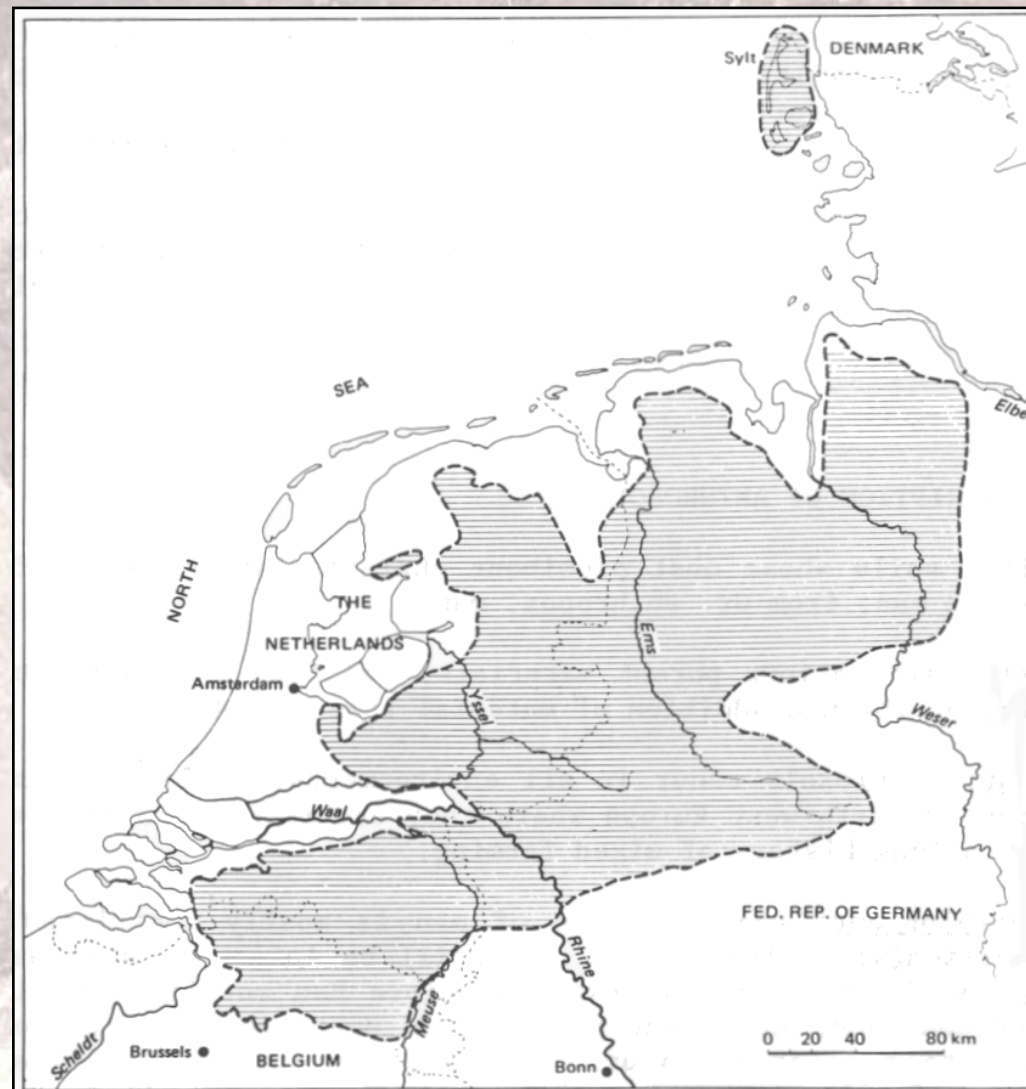 Sylt
DENMARK
Elbe
SEA
NORTH
THE
NETHERLANDS
Ems
Amsterdam
Yssel
Weser
Waal
FED. REP. OF GERMANY
Rhine
Meuse
Scheldt
Brussels
BELGIUM
Bonn
0 20 40 80 km